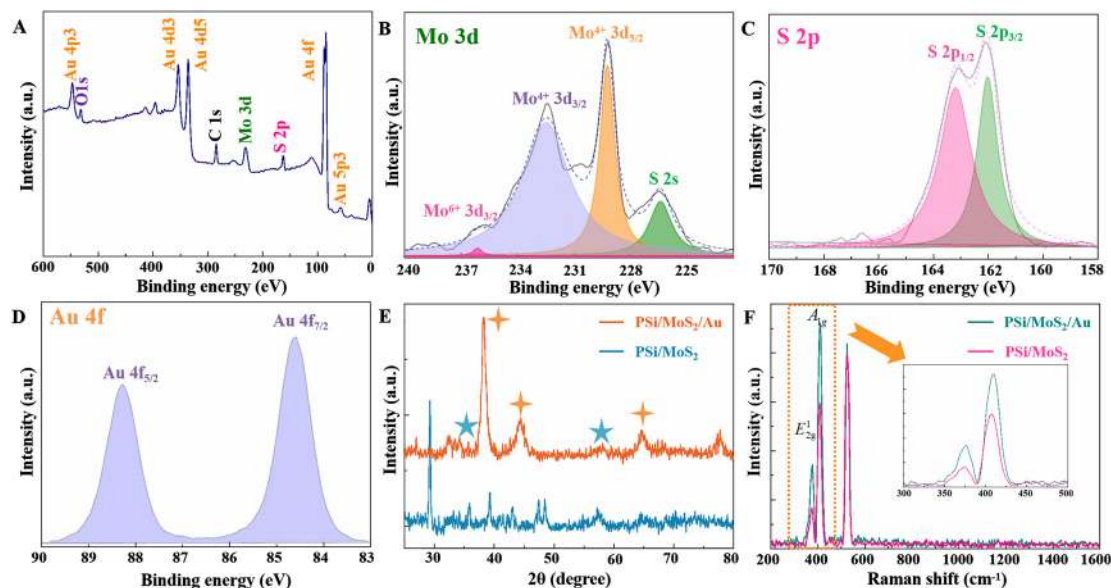 A
Au 4p3
O1s
Au 4d3
Au 4d5
C 1s
Mo 3d
S 2p
Au 4f
Au 5p3
Intensity (a.u.)
600 500 400 300 200 100 0
Binding energy (eV)
B
Mo 3d
Mo⁴⁺ 3d₅/₂
Mo⁴⁺ 3d₃/₂
S 2s
Mo⁶⁺ 3d₃/₂
Intensity (a.u.)
240 237 234 231 228 225
Binding energy (eV)
C
S 2p
S 2p₃/₂
S 2p₁/₂
Intensity (a.u.)
170 168 166 164 162 160 158
Binding energy (eV)
D
Au 4f
Au 4f₇/₂
Au 4f₅/₂
Intensity (a.u.)
90 88 87 86 85 84 83
Binding energy (eV)
E
PSi/MoS₂/Au
PSi/MoS₂
Intensity (a.u.)
30 40 50 60 70 80
2θ (degree)
F
A₁g
PSi/MoS₂/Au
PSi/MoS₂
E¹₂g
300 350 400 450 500
Intensity (a.u.)
200 400 600 800 1000 1200 1400 1600
Raman shift (cm⁻¹)